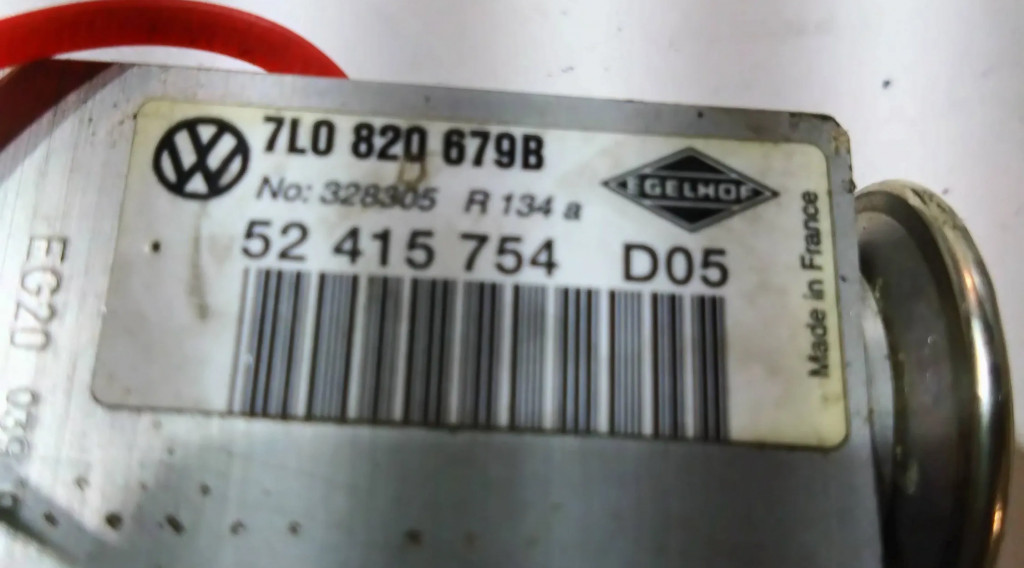 7L0 820 679B
No: 328305 R 134 a
EGELHOF
52 415 754 D05
Made in France
EG20